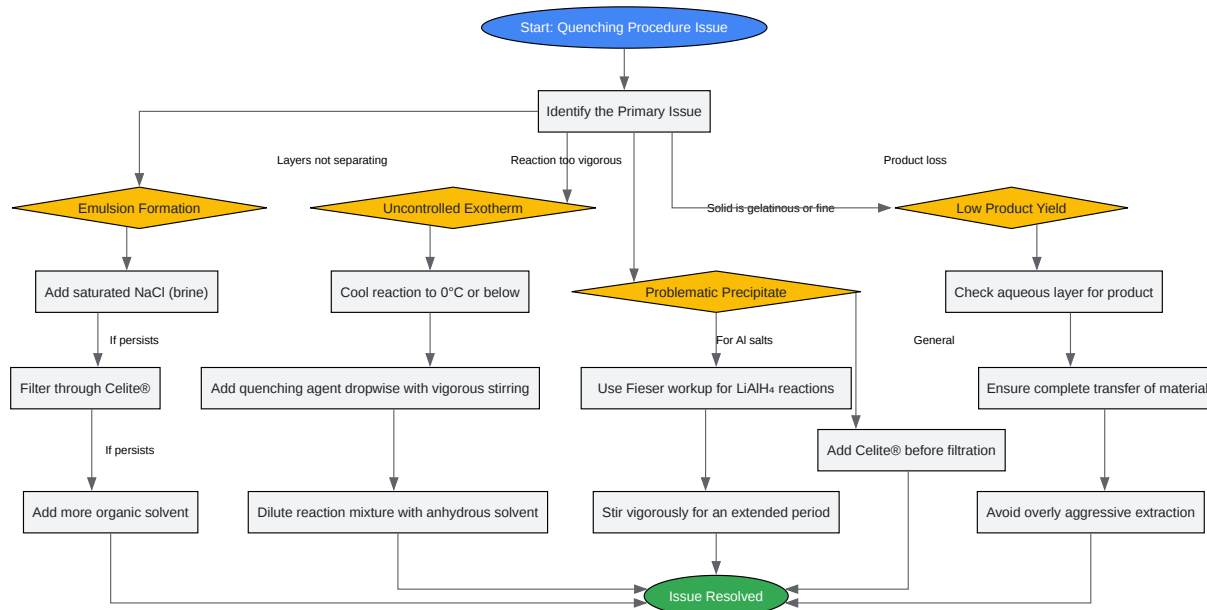 Start: Quenching Procedure Issue
Identify the Primary Issue
Layers not separating
Reaction too vigorous
Product loss
Emulsion Formation
Uncontrolled Exotherm
Solid is gelatinous or fine
Low Product Yield
Add saturated NaCl (brine)
Cool reaction to 0°C or below
Problematic Precipitate
Check aqueous layer for product
If persists
For Al salts
General
Filter through Celite®
Add quenching agent dropwise with vigorous stirring
Use Fieser workup for LiAlH₄ reactions
Ensure complete transfer of material
If persists
Add Celite® before filtration
Add more organic solvent
Dilute reaction mixture with anhydrous solvent
Stir vigorously for an extended period
Avoid overly aggressive extraction
Issue Resolved